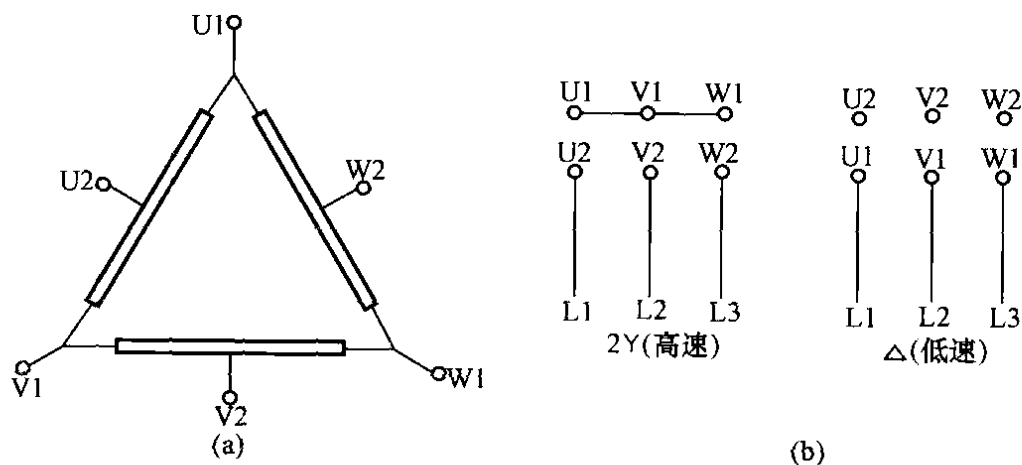 U1
U2
W2
V1
W1
V2
(a)
U1 V1 W1
U2 V2 W2
L1 L2 L3
2Y(高速)
U2 V2 W2
U1 V1 W1
L1 L2 L3
△(低速)
(b)